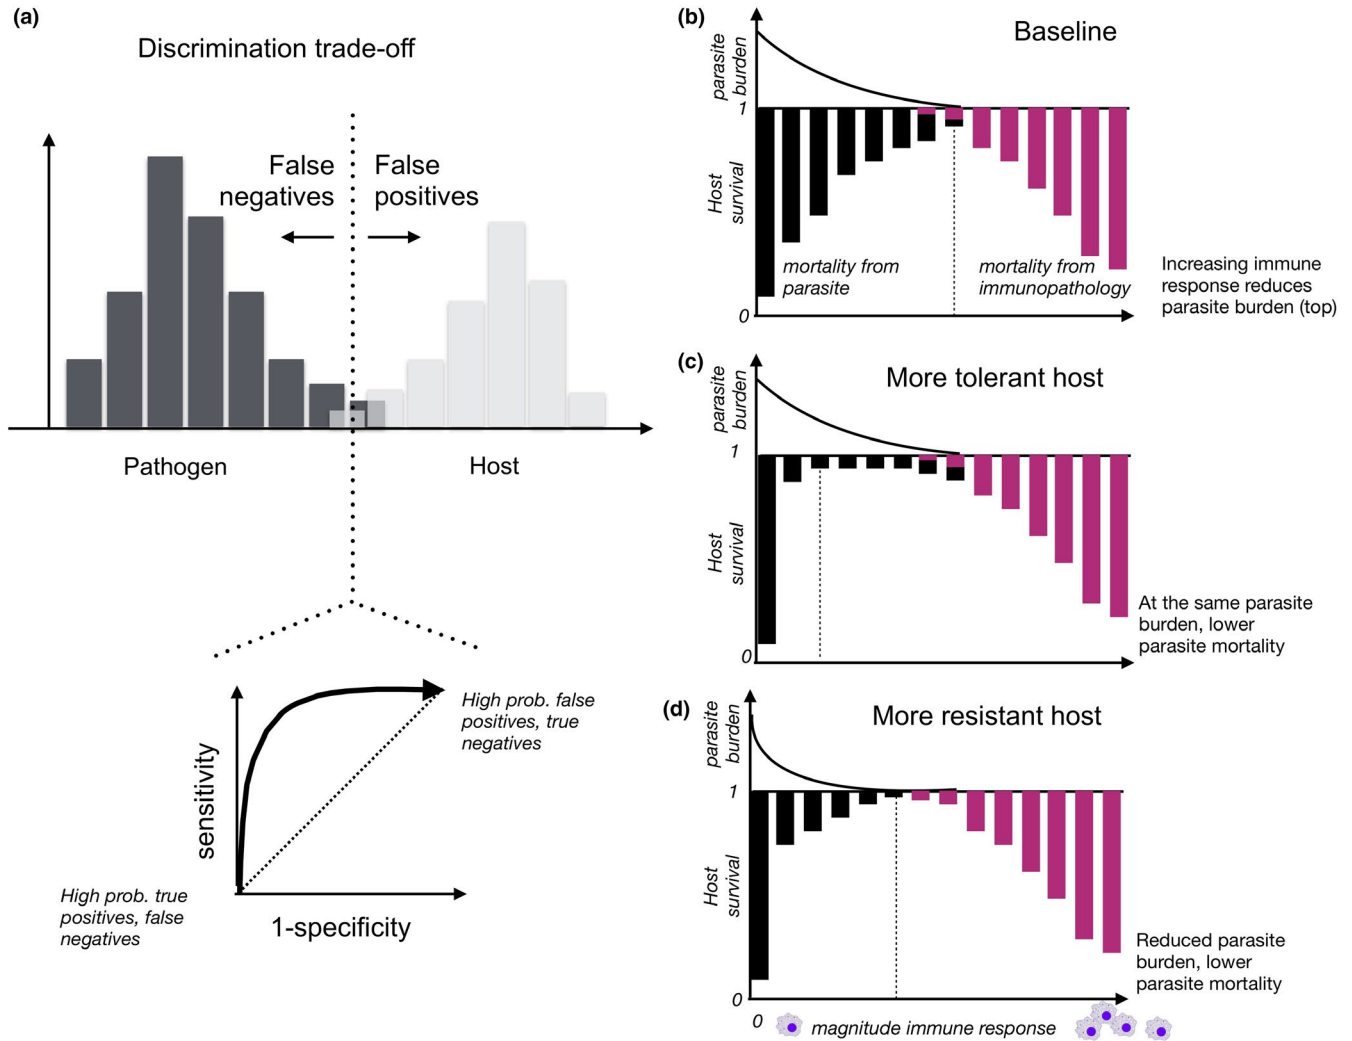 (a)
Discrimination trade-off
False
negatives
False
positives
Pathogen
Host
sensitivity
1-specificity
High prob. false
positives, true
negatives
High prob. true
positives, false
negatives
(b)
Baseline
parasite
burden
1
Host
survival
0
mortality from
parasite
mortality from
immunopathology
Increasing immune
response reduces
parasite burden (top)
(c)
More tolerant host
parasite
burden
1
Host
survival
0
At the same parasite
burden, lower
parasite mortality
(d)
More resistant host
parasite
burden
1
Host
survival
0
Reduced parasite
burden, lower
parasite mortality
0
magnitude immune response